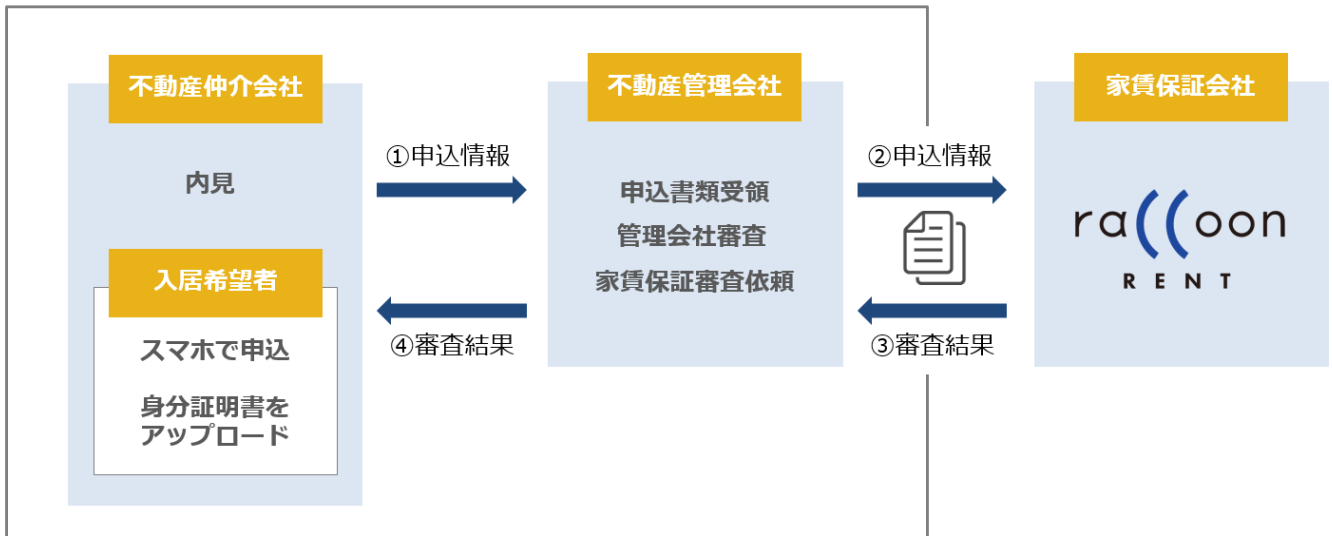 不動産仲介会社
内見
入居希望者
スマホで申込
身分証明書を
アップロード
①申込情報
④審査結果
不動産管理会社
申込書類受領
管理会社審査
家賃保証審査依頼
②申込情報
③審査結果
家賃保証会社
raccoon
RENT